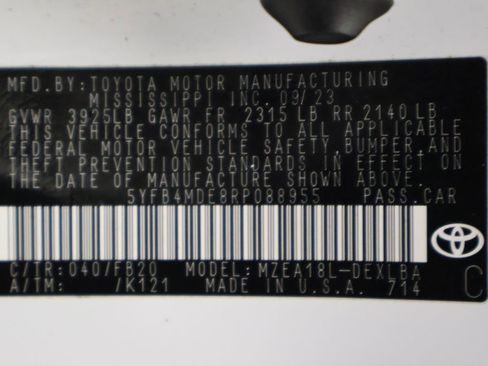 MFD. BY: TOYOTA MOTOR MANUFACTURING
MISSISSIPPI INC. 09/23
GVWR 3925LB GAWR FR 2315 LB RR 2140 LB
THIS VEHICLE CONFORMS TO ALL APPLICABLE
FEDERAL MOTOR VEHICLE SAFETY, BUMPER, AND
THEFT PREVENTION STANDARDS IN EFFECT ON
THE DATE OF MANUFACTURE SHOWN ABOVE.
5YFB4MDE8RP088955 PASS. CAR
C/TR: 040/FB20 MODEL: MZEA18L-DEXLBA
A/TM: /K121 MADE IN U.S.A. 714 C